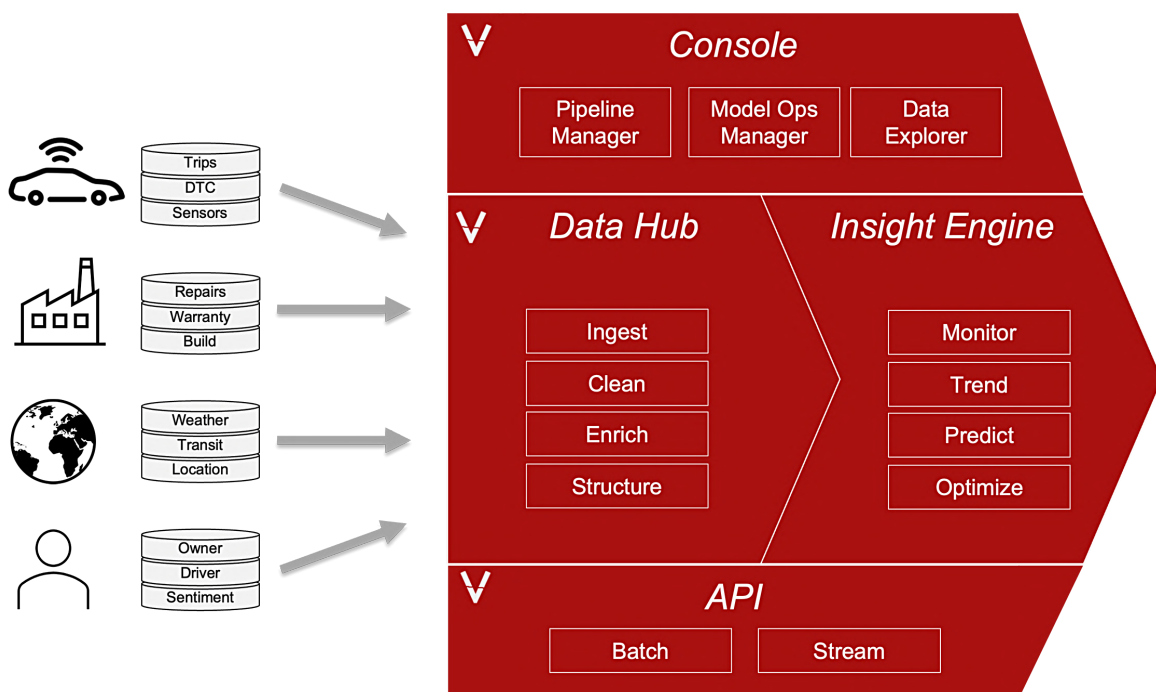 Console
Pipeline
Manager
Model Ops
Manager
Data
Explorer
Trips
DTC
Sensors
Repairs
Warranty
Build
Weather
Transit
Location
Owner
Driver
Sentiment
Data Hub
Ingest
Clean
Enrich
Structure
Insight Engine
Monitor
Trend
Predict
Optimize
API
Batch
Stream